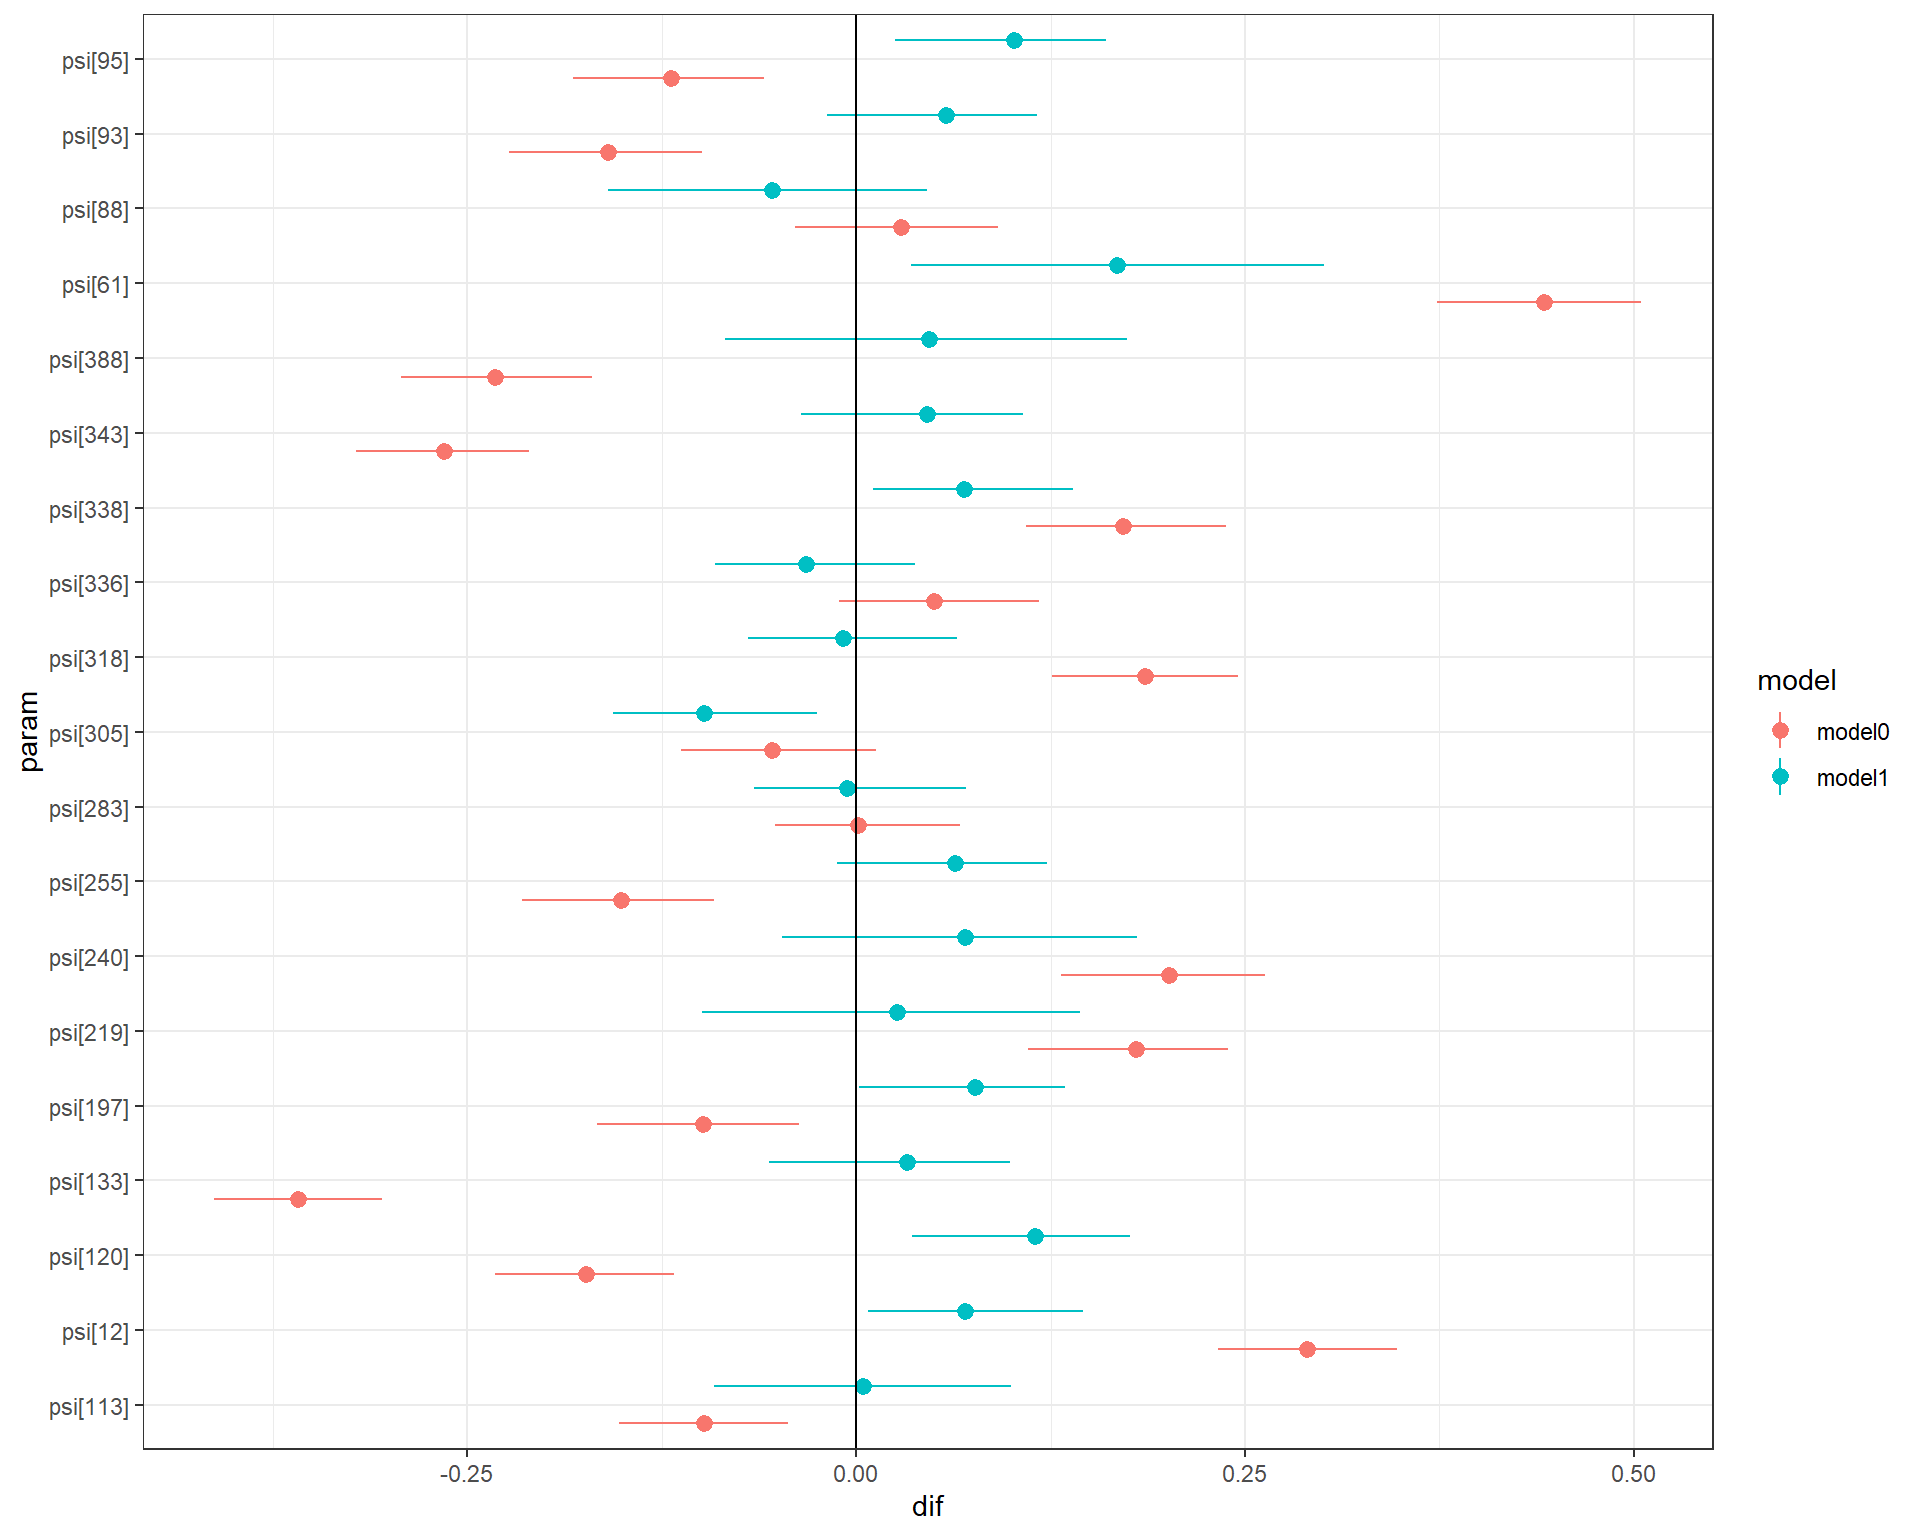 psi[95]
psi[93]
psi[88]
psi[61]
psi[388]
psi[343]
psi[338]
psi[336]
psi[318]
psi[305]
psi[283]
psi[255]
psi[240]
psi[219]
psi[197]
psi[133]
psi[120]
psi[12]
psi[113]
param
-0.25 0.00 0.25 0.50
dif
model
model0
model1